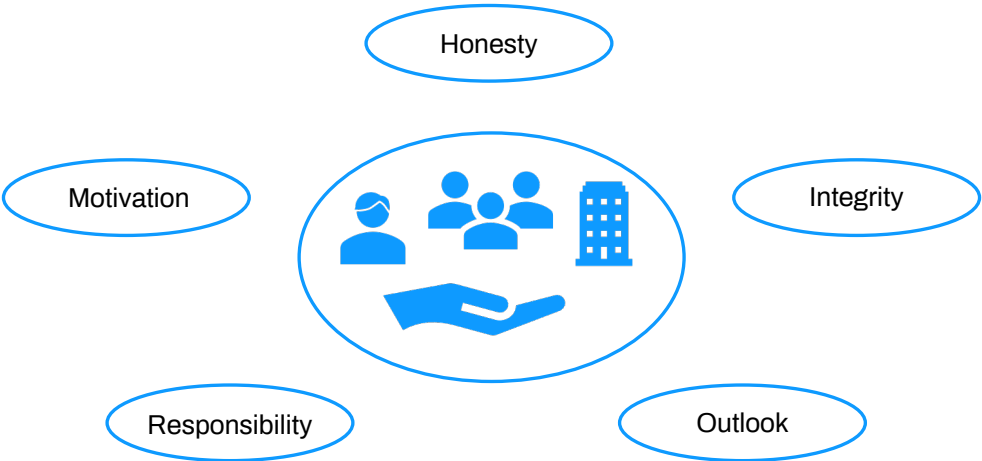 Honesty
Motivation
Integrity
Responsibility
Outlook